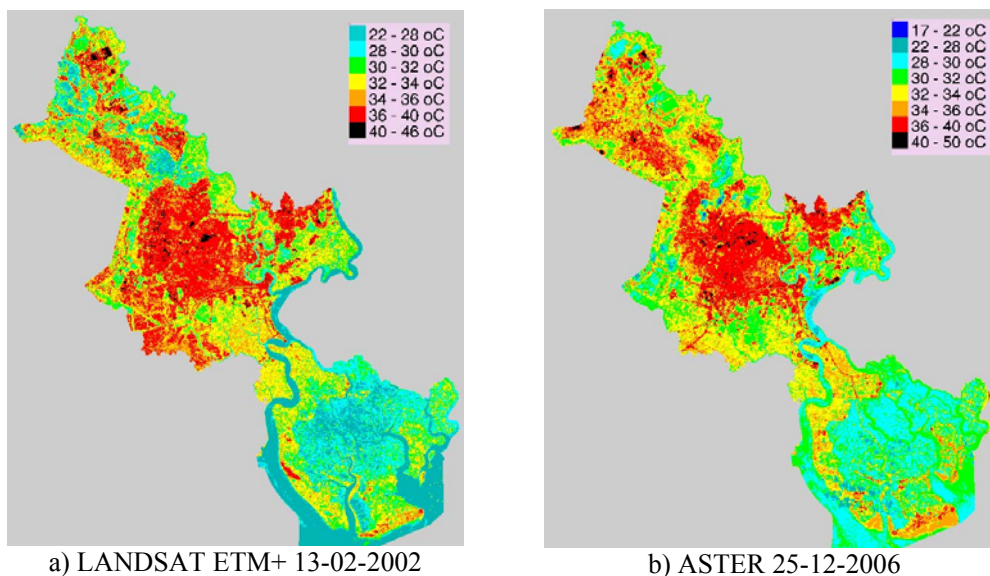 22 - 28 oC
28 - 30 oC
30 - 32 oC
32 - 34 oC
34 - 36 oC
36 - 40 oC
40 - 46 oC
17 - 22 oC
22 - 28 oC
28 - 30 oC
30 - 32 oC
32 - 34 oC
34 - 36 oC
36 - 40 oC
40 - 50 oC
a) LANDSAT ETM+ 13-02-2002
b) ASTER 25-12-2006